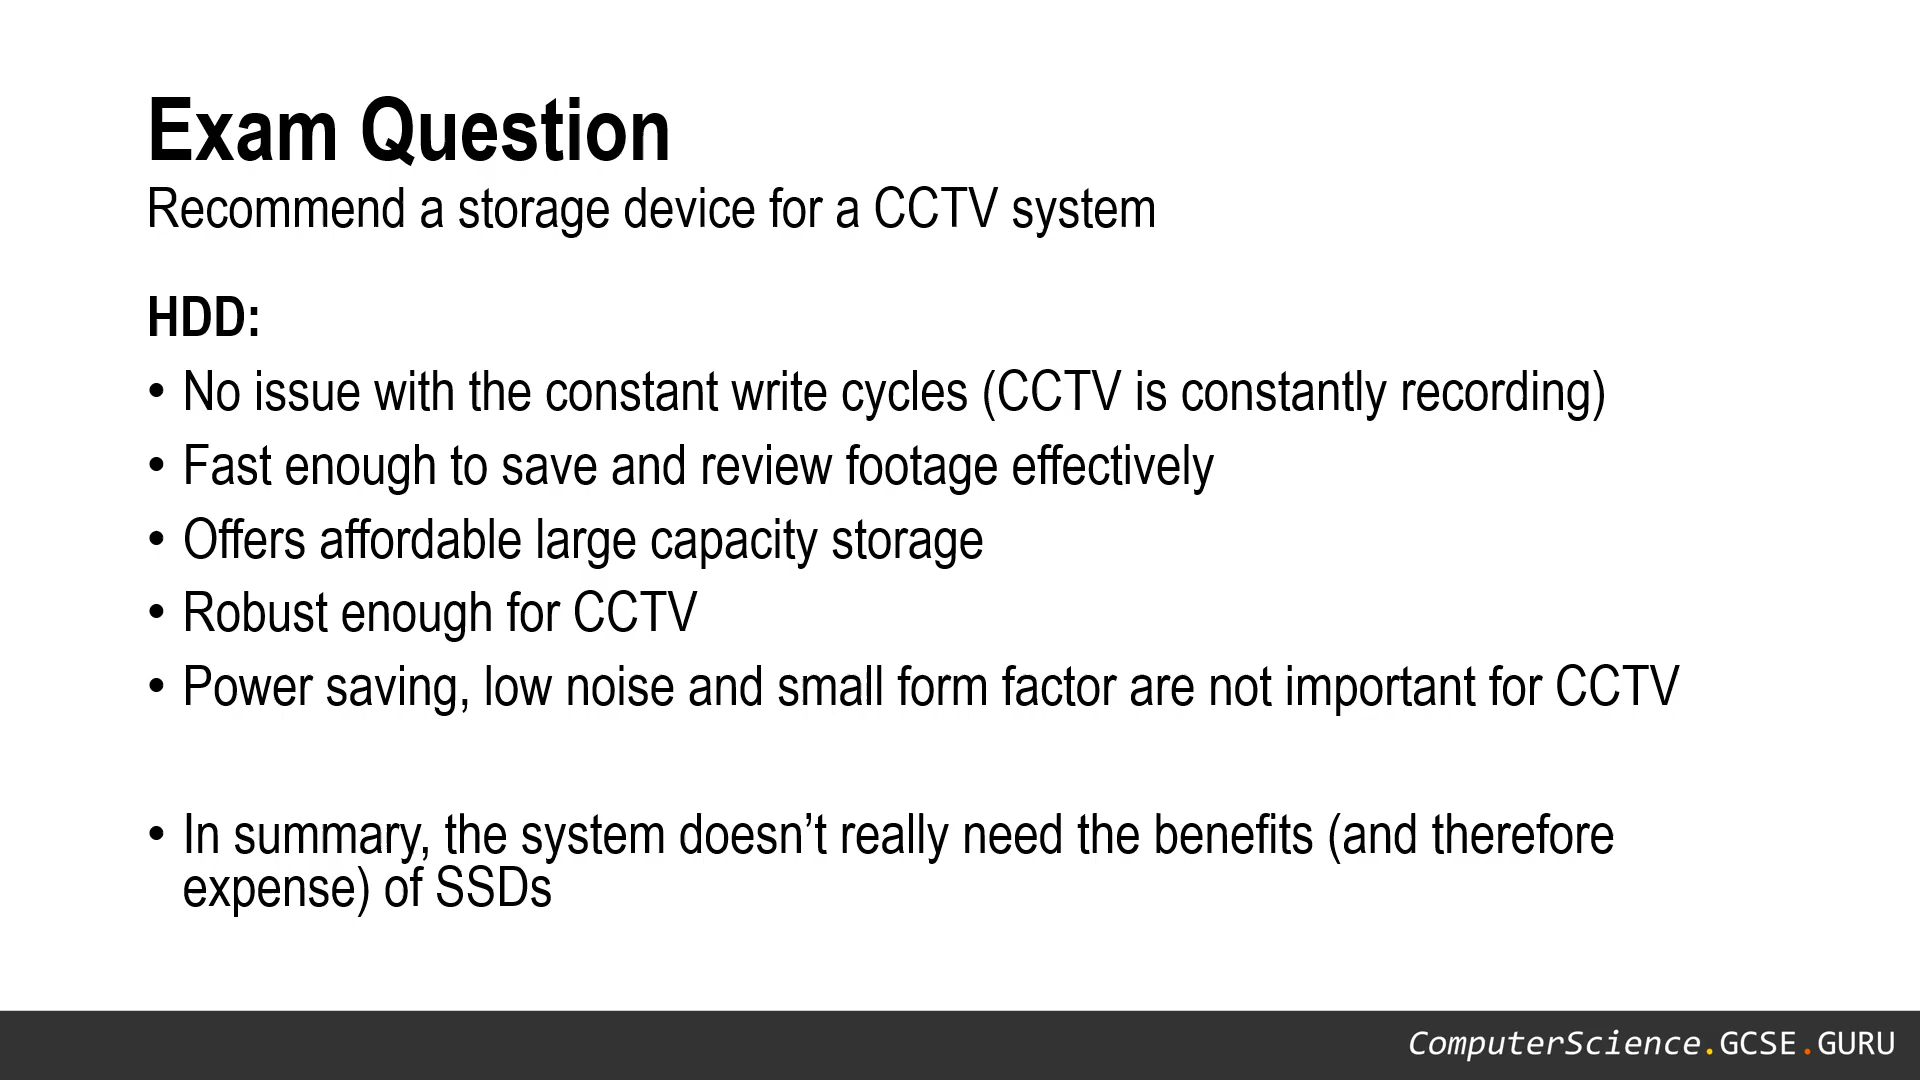 Exam Question
Recommend a storage device for a CCTV system
HDD:
• No issue with the constant write cycles (CCTV is constantly recording)
• Fast enough to save and review footage effectively
• Offers affordable large capacity storage
• Robust enough for CCTV
• Power saving, low noise and small form factor are not important for CCTV
• In summary, the system doesn’t really need the benefits (and therefore
expense) of SSDs
ComputerScience.GCSE.GURU